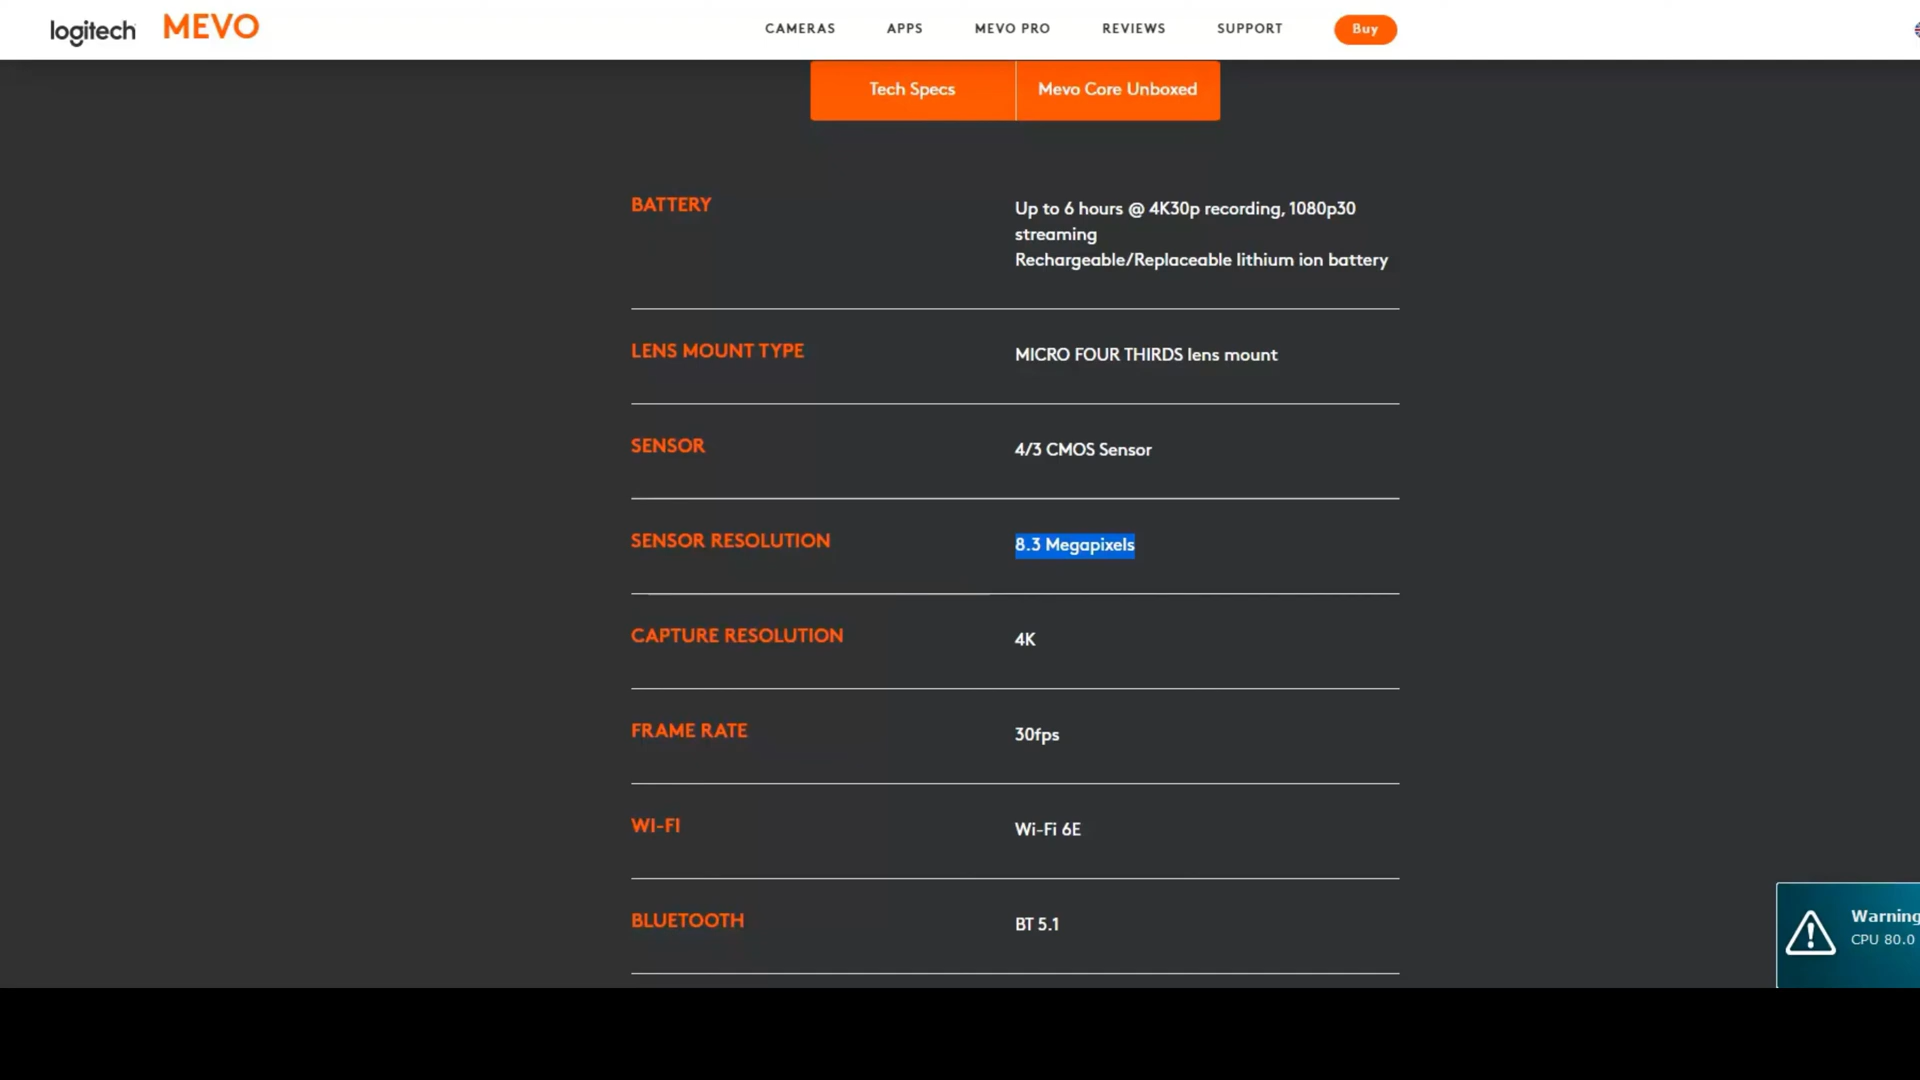 logitech MEVO CAMERAS APPS MEVO PRO REVIEWS SUPPORT Buy
Tech Specs Mevo Core Unboxed
BATTERY Up to 6 hours @ 4K30p recording, 1080p30
streaming
Rechargeable/Replaceable lithium ion battery
LENS MOUNT TYPE MICRO FOUR THIRDS lens mount
SENSOR 4/3 CMOS Sensor
SENSOR RESOLUTION 8.3 Megapixels
CAPTURE RESOLUTION 4K
FRAME RATE 30fps
WI-FI Wi-Fi 6E
BLUETOOTH BT 5.1
Warning
CPU 80.0